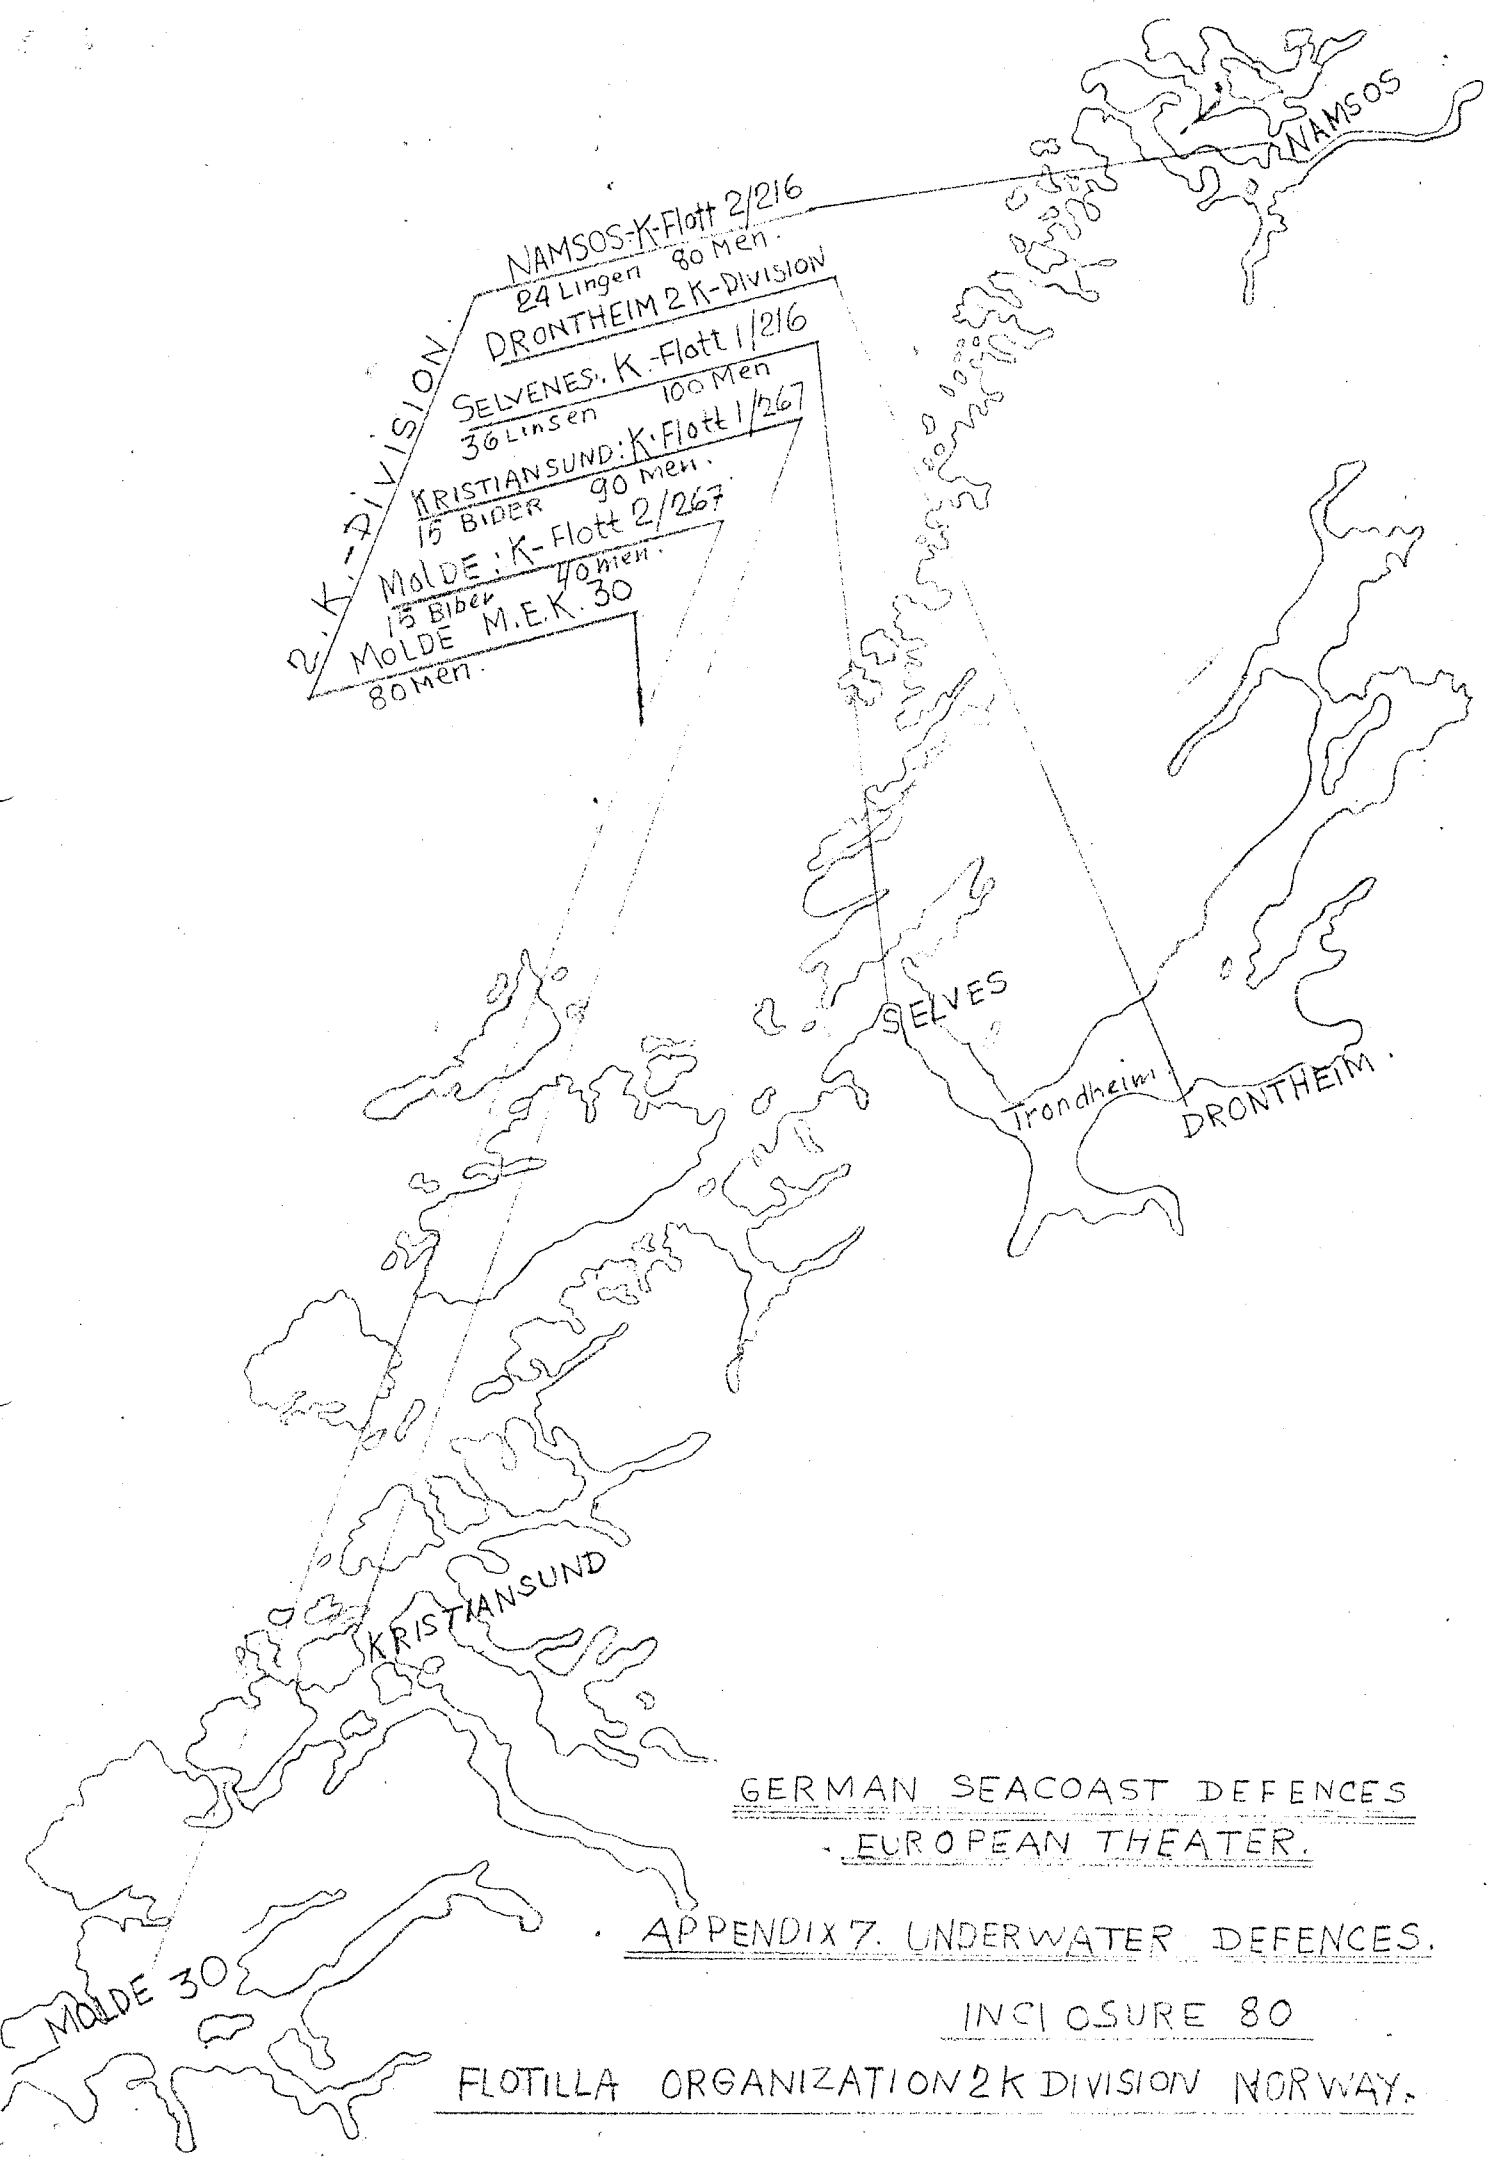 NAMSOS
NAMSOS-K-Flott 2/216
24 Lingen 80 Men.
DRONTHEIM 2 K-DIVISION
SELVENES: K.-Flott 1/216
36 Linsen 100 Men
KRISTIANSUND: K-Flott 1/267
15 BIDER 90 Men.
MOlDE: K-Flott 2/267
15 Biber 40 men.
MOLDE M.E.K. 30
80 Men.
2. K.-DiViSION.
SELVES
Trondheim.
DRONTHEIM.
KRISTIANSUND
MOLDE 30
GERMAN SEACOAST DEFENCES
EUROPEAN THEATER.
APPENDIX 7. UNDERWATER DEFENCES.
INCLOSURE 80
FLOTILLA ORGANIZATION 2K DIVISION NORWAY.